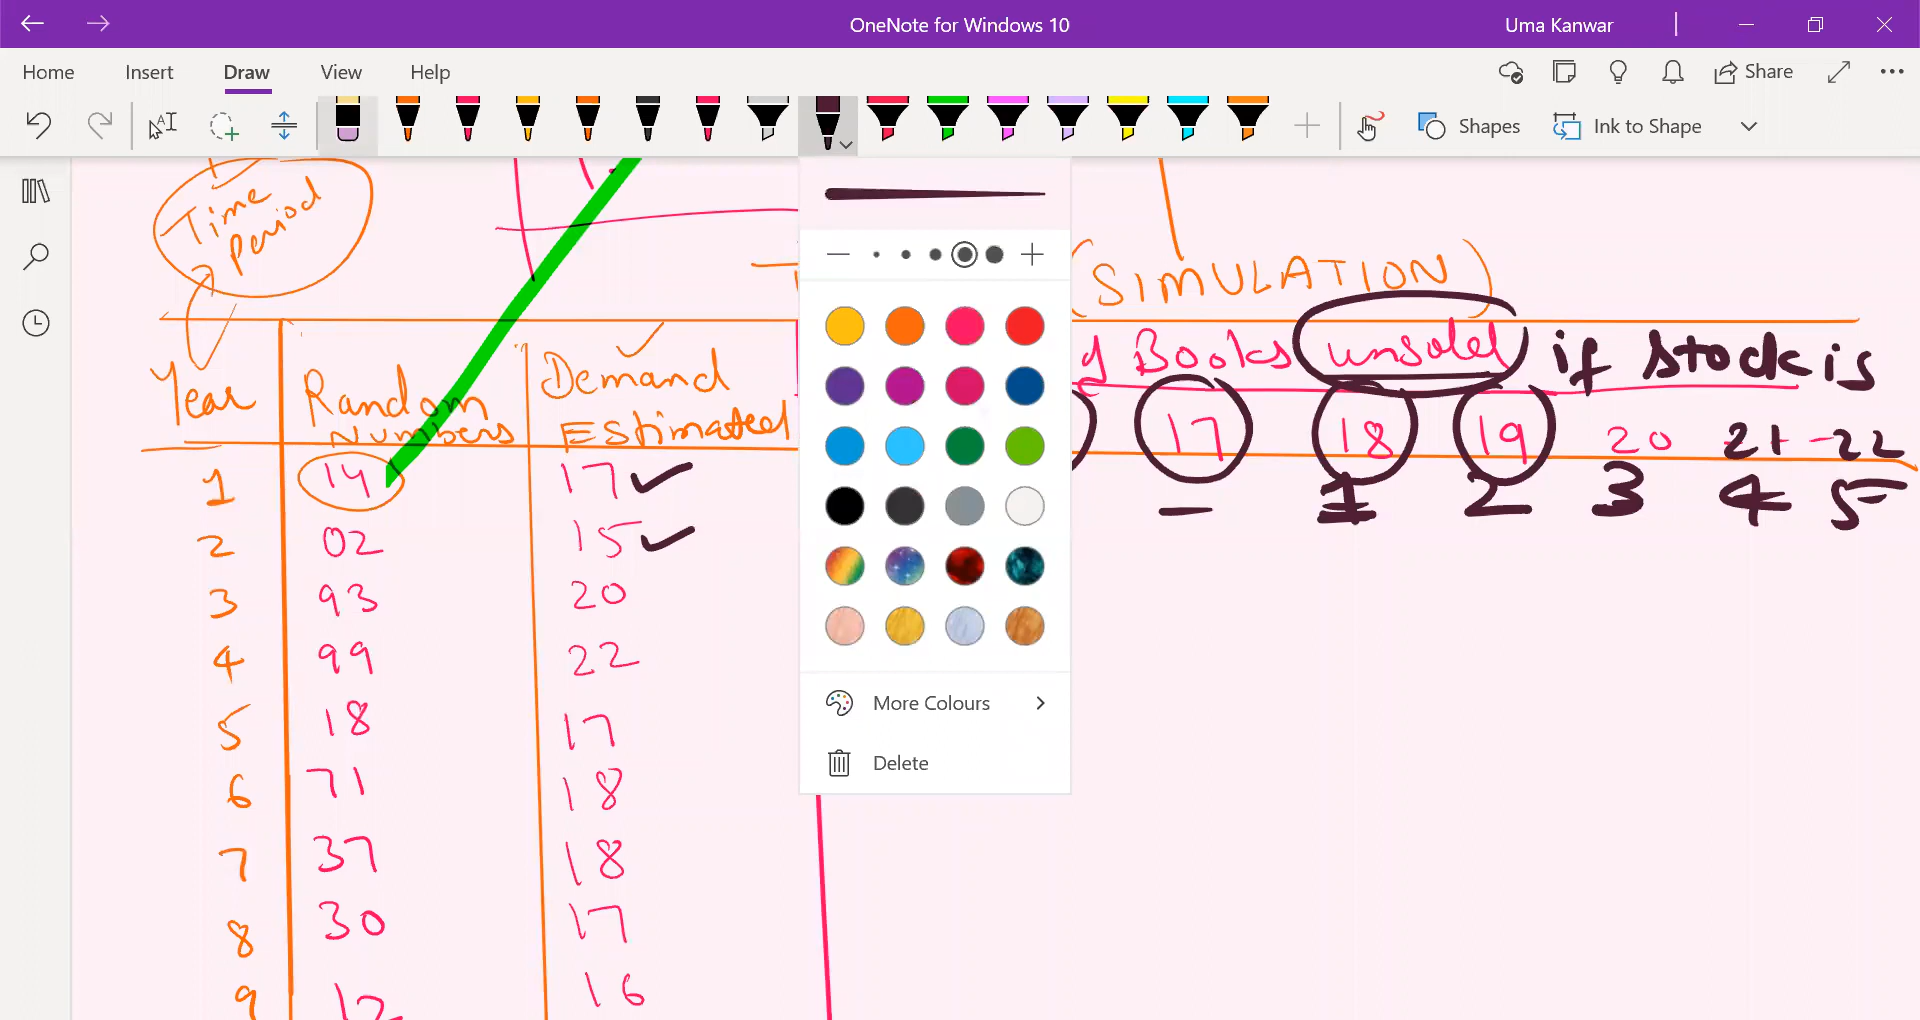 OneNote for Windows 10
Uma Kanwar
Home Insert Draw View Help
Share
Shapes Ink to Shape
Time
Period
(SIMULATION)
Books unsold if stock is
Year Random Numbers Demand Estimated
17 18 19 20 21 22
1 14 17 - 1 2 3 4 5
2 02 15
3 93 20
4 99 22
5 18 17
6 71 18
More Colours
Delete
7 37 18
8 30 17
9 12 16